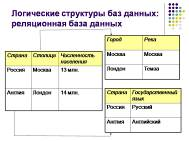 Логические структуры баз данных:
реляционная база данных
Город Река
Москва Москва
Лондон Темза
Страна Столица Численность населения
Россия Москва 13 млн.
Англия Лондон 14 млн.
Страна Государственный язык
Россия Русский
Англия Английский